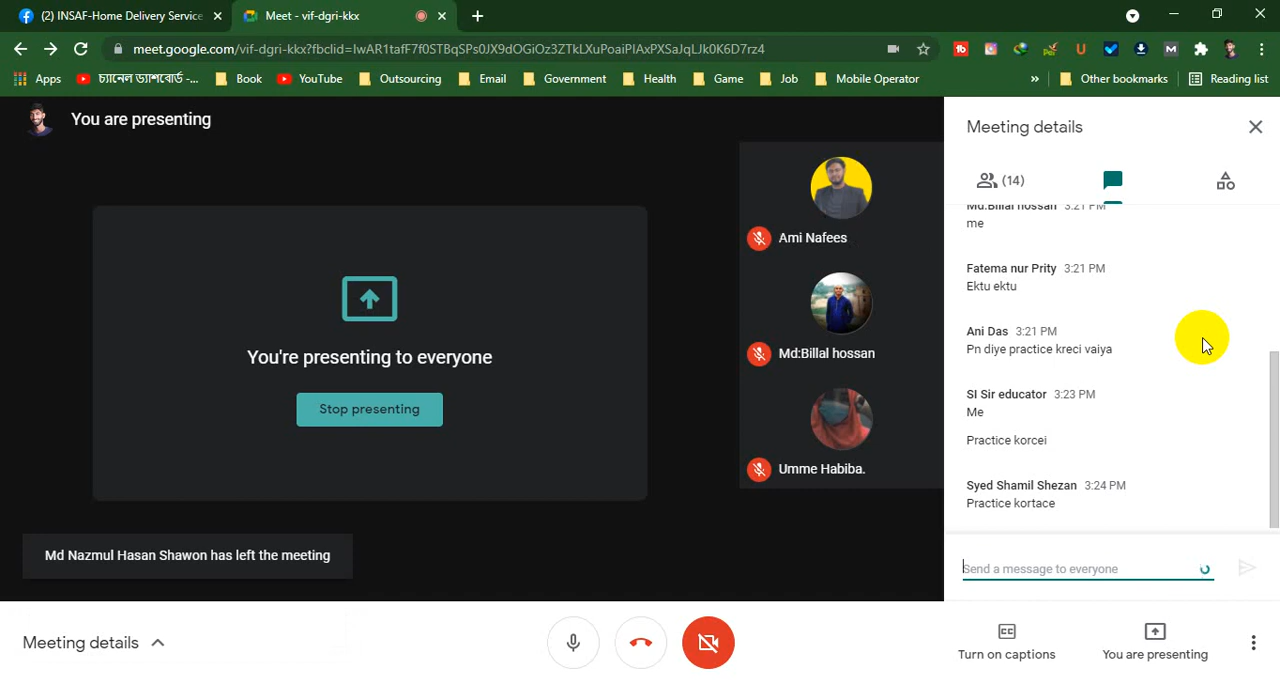 (2) INSAF-Home Delivery Service
Meet - vif-dgri-kkx
meet.google.com/vif-dgri-kkx?fbclid=IwAR1tafF7f0STBqSPs0JX9dOGiOz3ZTkLXuPoaiPIAxPXSaJqLJk0K6D7rz4
Apps
চ্যানেল ড্যাশবোর্ড -...
Book
YouTube
Outsourcing
Email
Government
Health
Game
Job
Mobile Operator
»
Other bookmarks
Reading list
You are presenting
You're presenting to everyone
Stop presenting
Ami Nafees
Md:Billal hossan
Umme Habiba.
Md Nazmul Hasan Shawon has left the meeting
Meeting details
(14)
Md:Billal hossan 3:21 PM
me
Fatema nur Prity 3:21 PM
Ektu ektu
Ani Das 3:21 PM
Pn diye practice kreci vaiya
SI Sir educator 3:23 PM
Me
Practice korcei
Syed Shamil Shezan 3:24 PM
Practice kortace
Send a message to everyone
Meeting details
Turn on captions
You are presenting